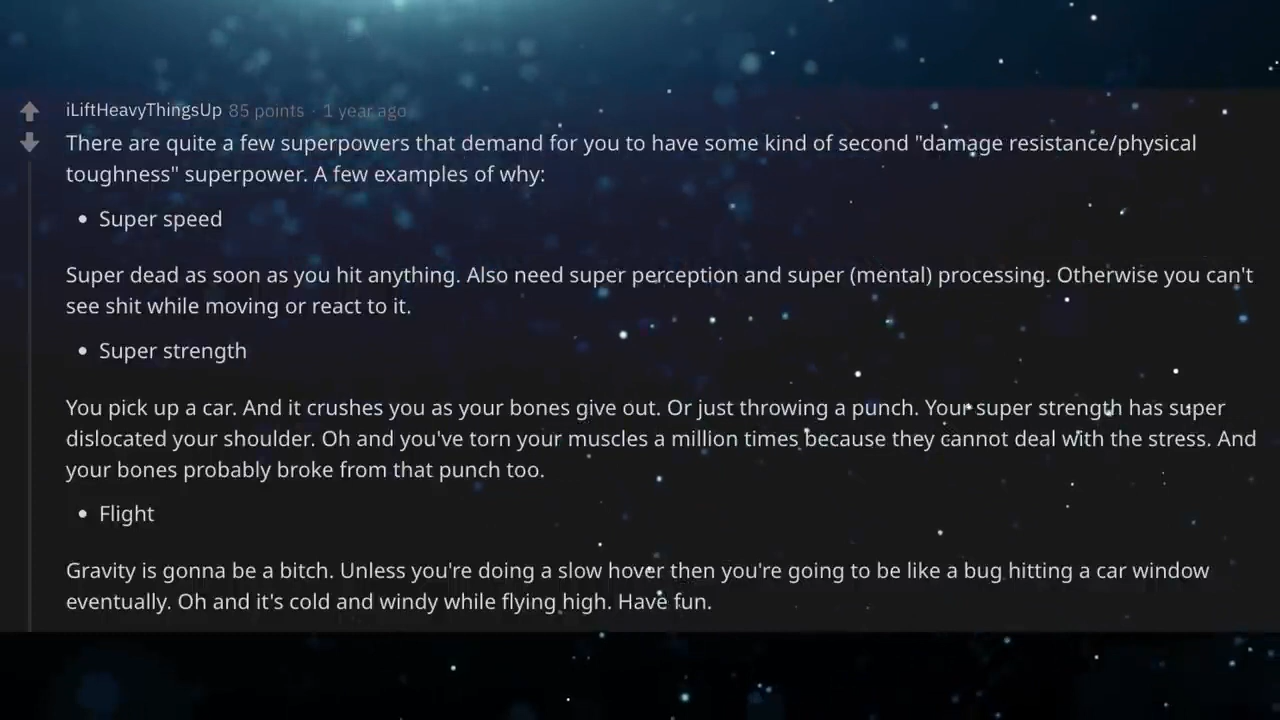 iLiftHeavyThingsUp 85 points · 1 year ago
There are quite a few superpowers that demand for you to have some kind of second "damage resistance/physical
toughness" superpower. A few examples of why:
• Super speed
Super dead as soon as you hit anything. Also need super perception and super (mental) processing. Otherwise you can't
see shit while moving or react to it.
• Super strength
You pick up a car. And it crushes you as your bones give out. Or just throwing a punch. Your super strength has super
dislocated your shoulder. Oh and you've torn your muscles a million times because they cannot deal with the stress. And
your bones probably broke from that punch too.
• Flight
Gravity is gonna be a bitch. Unless you're doing a slow hover then you're going to be like a bug hitting a car window
eventually. Oh and it's cold and windy while flying high. Have fun.